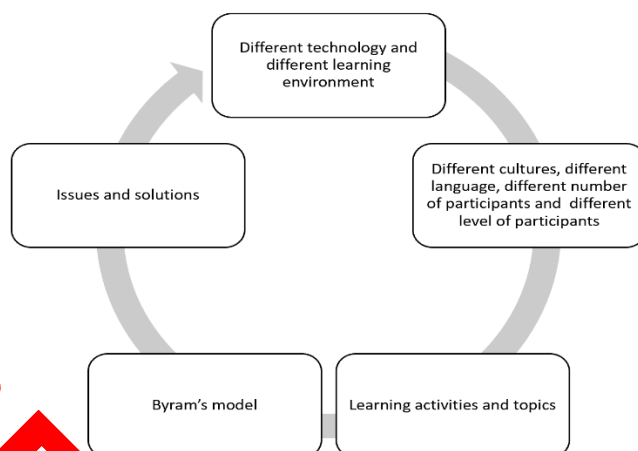 Different technology and
different learning
environment
Different cultures, different
language, different number
of participants and  different
level of participants
Learning activities and topics
Byram's model
Issues and solutions